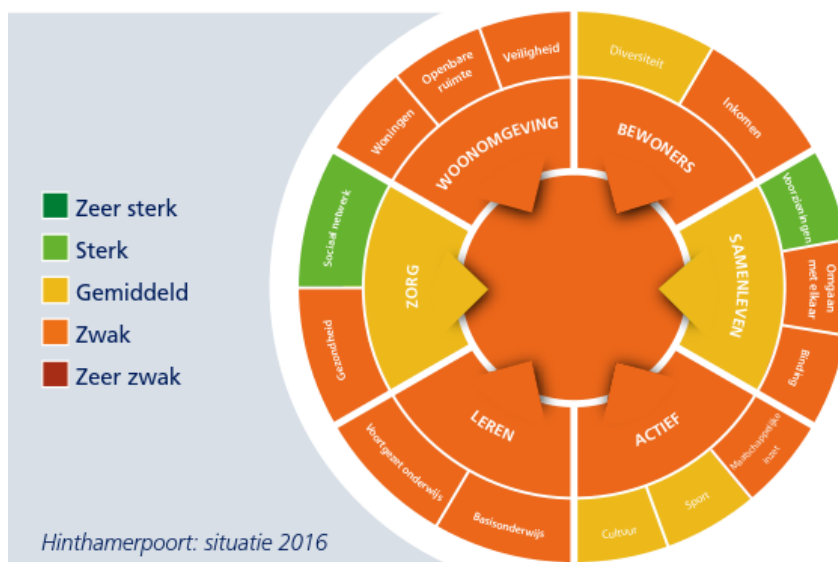 Veiligheid
Openbare
ruimte
Woningen
WOONOMGEVING
Diversiteit
Inkomen
BEWONERS
Voorzieningen
Omgaan
met elkaar
Binding
SAMENLEVEN
Maatschappelijke
inzet
Sport
Cultuur
ACTIEF
Basisonderwijs
Voortgezet onderwijs
LEREN
Gezondheid
Sociaal netwerk
ZORG
Zeer sterk
Sterk
Gemiddeld
Zwak
Zeer zwak
Hinthamerpoort: situatie 2016